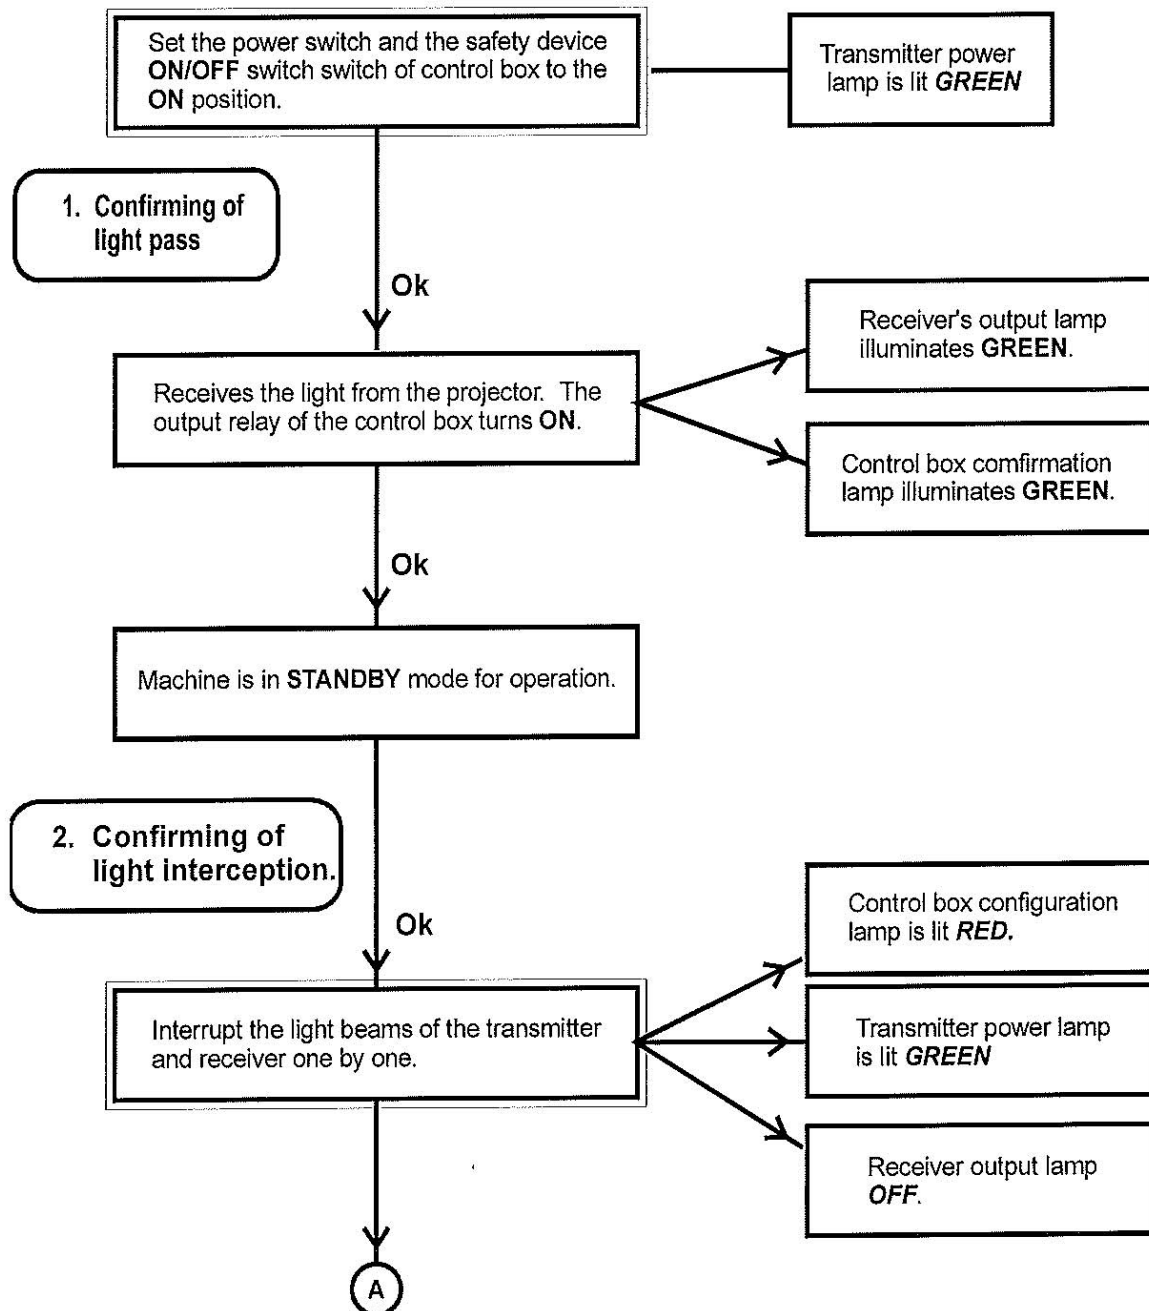 Set the power switch and the safety device
ON/OFF switch switch of control box to the
ON position.
Transmitter power
lamp is lit GREEN
1. Confirming of
light pass
Ok
Receives the light from the projector. The
output relay of the control box turns ON.
Receiver's output lamp
illuminates GREEN.
Control box comfirmation
lamp illuminates GREEN.
Ok
Machine is in STANDBY mode for operation.
2. Confirming of
light interception.
Ok
Interrupt the light beams of the transmitter
and receiver one by one.
Control box configuration
lamp is lit RED.
Transmitter power lamp
is lit GREEN
Receiver output lamp
OFF.
A